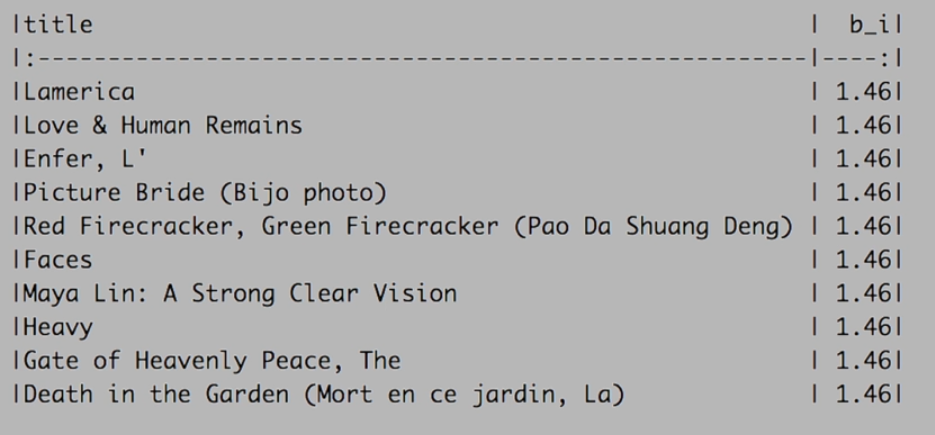 |title                                                  |  b_i|
|:-------------------------------------------------------|----:|
|Lamerica                                                | 1.46|
|Love & Human Remains                                    | 1.46|
|Enfer, L'                                               | 1.46|
|Picture Bride (Bijo photo)                              | 1.46|
|Red Firecracker, Green Firecracker (Pao Da Shuang Deng) | 1.46|
|Faces                                                   | 1.46|
|Maya Lin: A Strong Clear Vision                         | 1.46|
|Heavy                                                   | 1.46|
|Gate of Heavenly Peace, The                             | 1.46|
|Death in the Garden (Mort en ce jardin, La)             | 1.46|